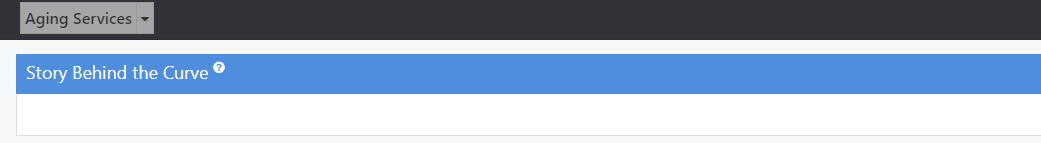 Aging Services
Story Behind the Curve ?